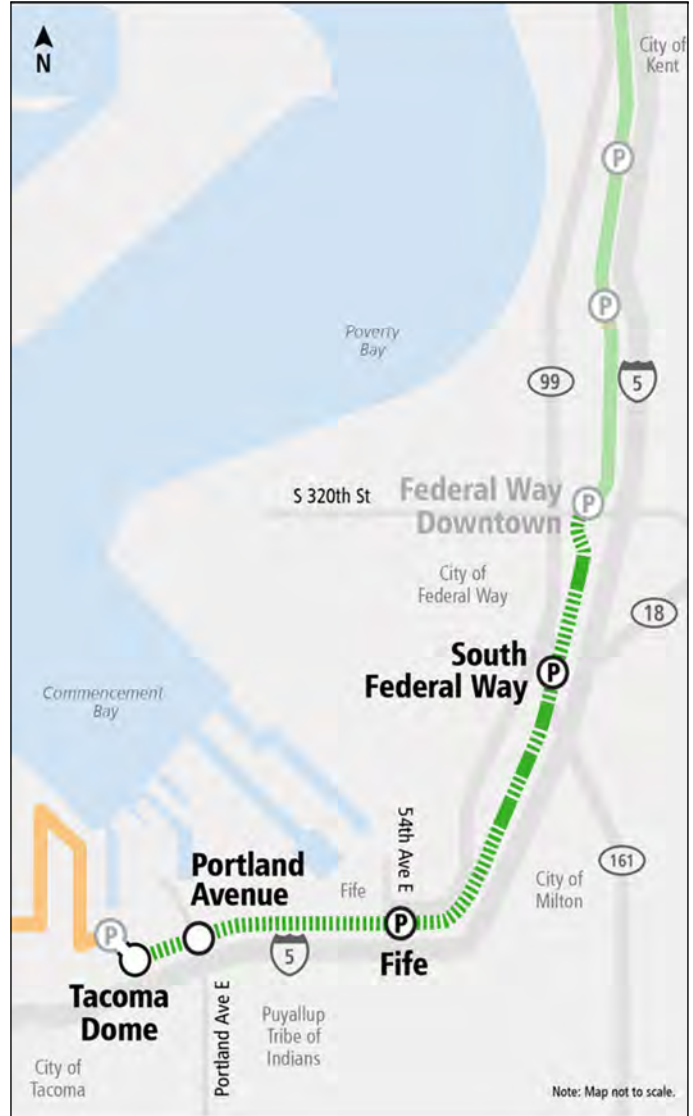 N
City of
Kent
P
P
Poverty
Bay
99
5
S 320th St
Federal Way
Downtown
P
City of
Federal Way
18
South
Federal Way
P
Commencement
Bay
54th Ave E
161
Portland
Avenue
Fife
City of
Milton
P
P
Fife
5
Tacoma
Dome
Portland Ave E
Puyallup
Tribe of
Indians
City of
Tacoma
Note: Map not to scale.